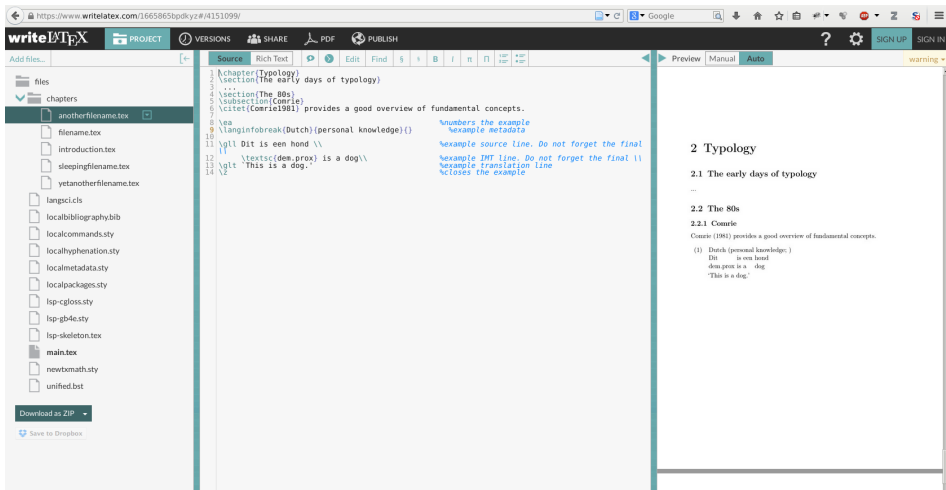 https://www.writelatex.com/1665865bpdkyz#/4151099/
Google
writeLATEX
PROJECT
VERSIONS
SHARE
PDF
PUBLISH
?
SIGN UP
SIGN IN
Add files...
Source
Rich Text
Edit
Find
§
B
I
π
Π
Preview
Manual
Auto
warning
files
chapters
anotherfilename.tex
filename.tex
introduction.tex
sleepingfilename.tex
yetanotherfilename.tex
langsci.cls
localbibliography.bib
localcommands.sty
localhyphenation.sty
localmetadata.sty
localpackages.sty
lsp-cgloss.sty
lsp-gb4e.sty
lsp-skeleton.tex
main.tex
newtxmath.sty
unified.bst
Download as ZIP
Save to Dropbox
1 \chapter{Typology}
2 \section{The early days of typology}
3 ...
4 \section{The 80s}
5 \subsection{Comrie}
6 \citet{Comrie1981} provides a good overview of fundamental concepts.
7
8 \ea %numbers the example
9 \langinfobreak{Dutch}{personal knowledge}{} %example metadata
10
11 \gll Dit is een hond \\ %example source line. Do not forget the final
\\
12 \textsc{dem.prox} is a dog\\ %example IMT line. Do not forget the final \\
13 \glt `This is a dog.' %example translation line
14 \z %closes the example
2 Typology
2.1 The early days of typology
...
2.2 The 80s
2.2.1 Comrie
Comrie (1981) provides a good overview of fundamental concepts.
(1) Dutch (personal knowledge; )
Dit is een hond
dem.prox is a dog
‘This is a dog.’